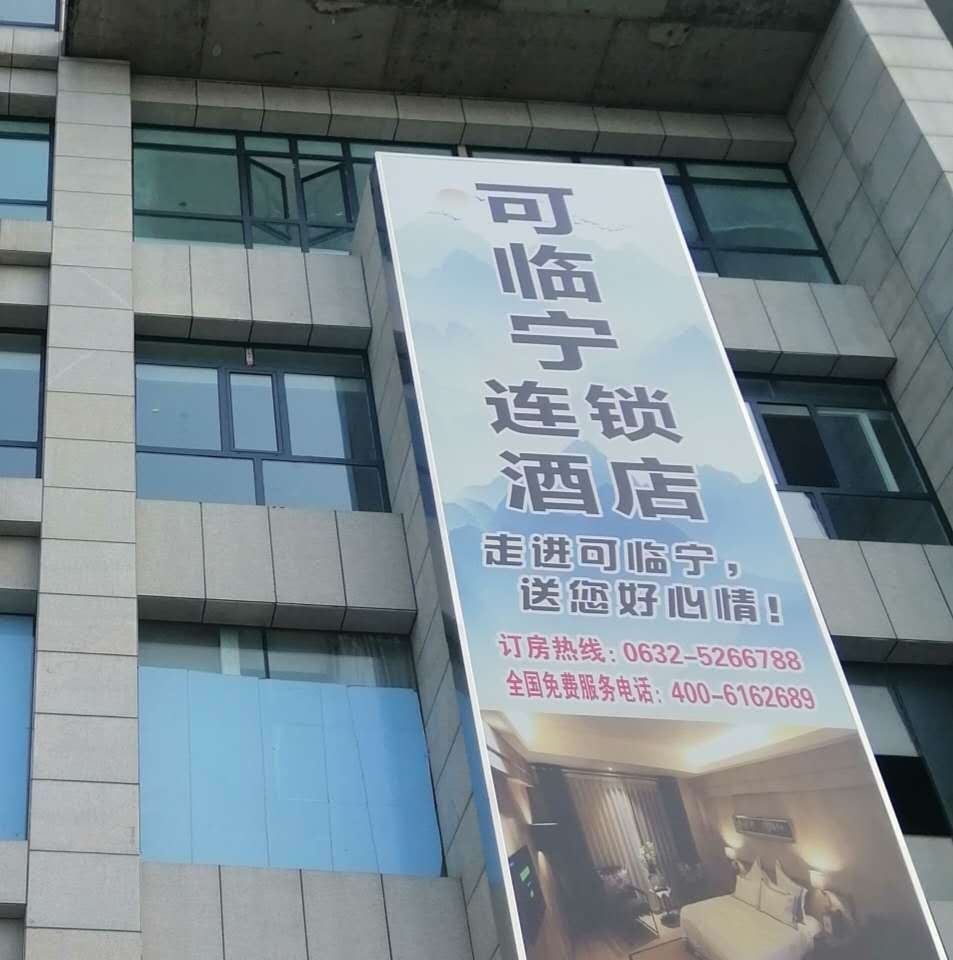 可
临
宁
连锁
酒店
走进可临宁，
送您好心情！
订房热线：0632-5266788
全国免费服务电话：400-6162689